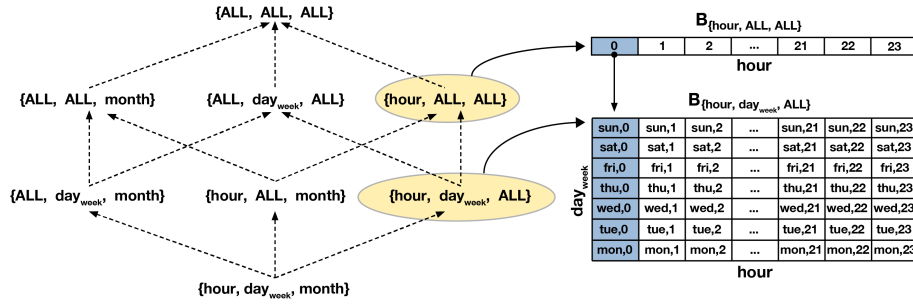 {ALL, ALL, ALL}
{ALL, ALL, month} {ALL, day_week, ALL} {hour, ALL, ALL}
{ALL, day_week, month} {hour, ALL, month} {hour, day_week, ALL}
{hour, day_week, month}
B_{hour, ALL, ALL}
0 1 2 ... 21 22 23
hour
B_{hour, day_week, ALL}
sun,0 sun,1 sun,2 ... sun,21 sun,22 sun,23
sat,0 sat,1 sat,2 ... sat,21 sat,22 sat,23
fri,0 fri,1 fri,2 ... fri,21 fri,22 fri,23
thu,0 thu,1 thu,2 ... thu,21 thu,22 thu,23
wed,0 wed,1 wed,2 ... wed,21 wed,22 wed,23
tue,0 tue,1 tue,2 ... tue,21 tue,22 tue,23
mon,0 mon,1 mon,2 ... mon,21 mon,22 mon,23
day_week
hour